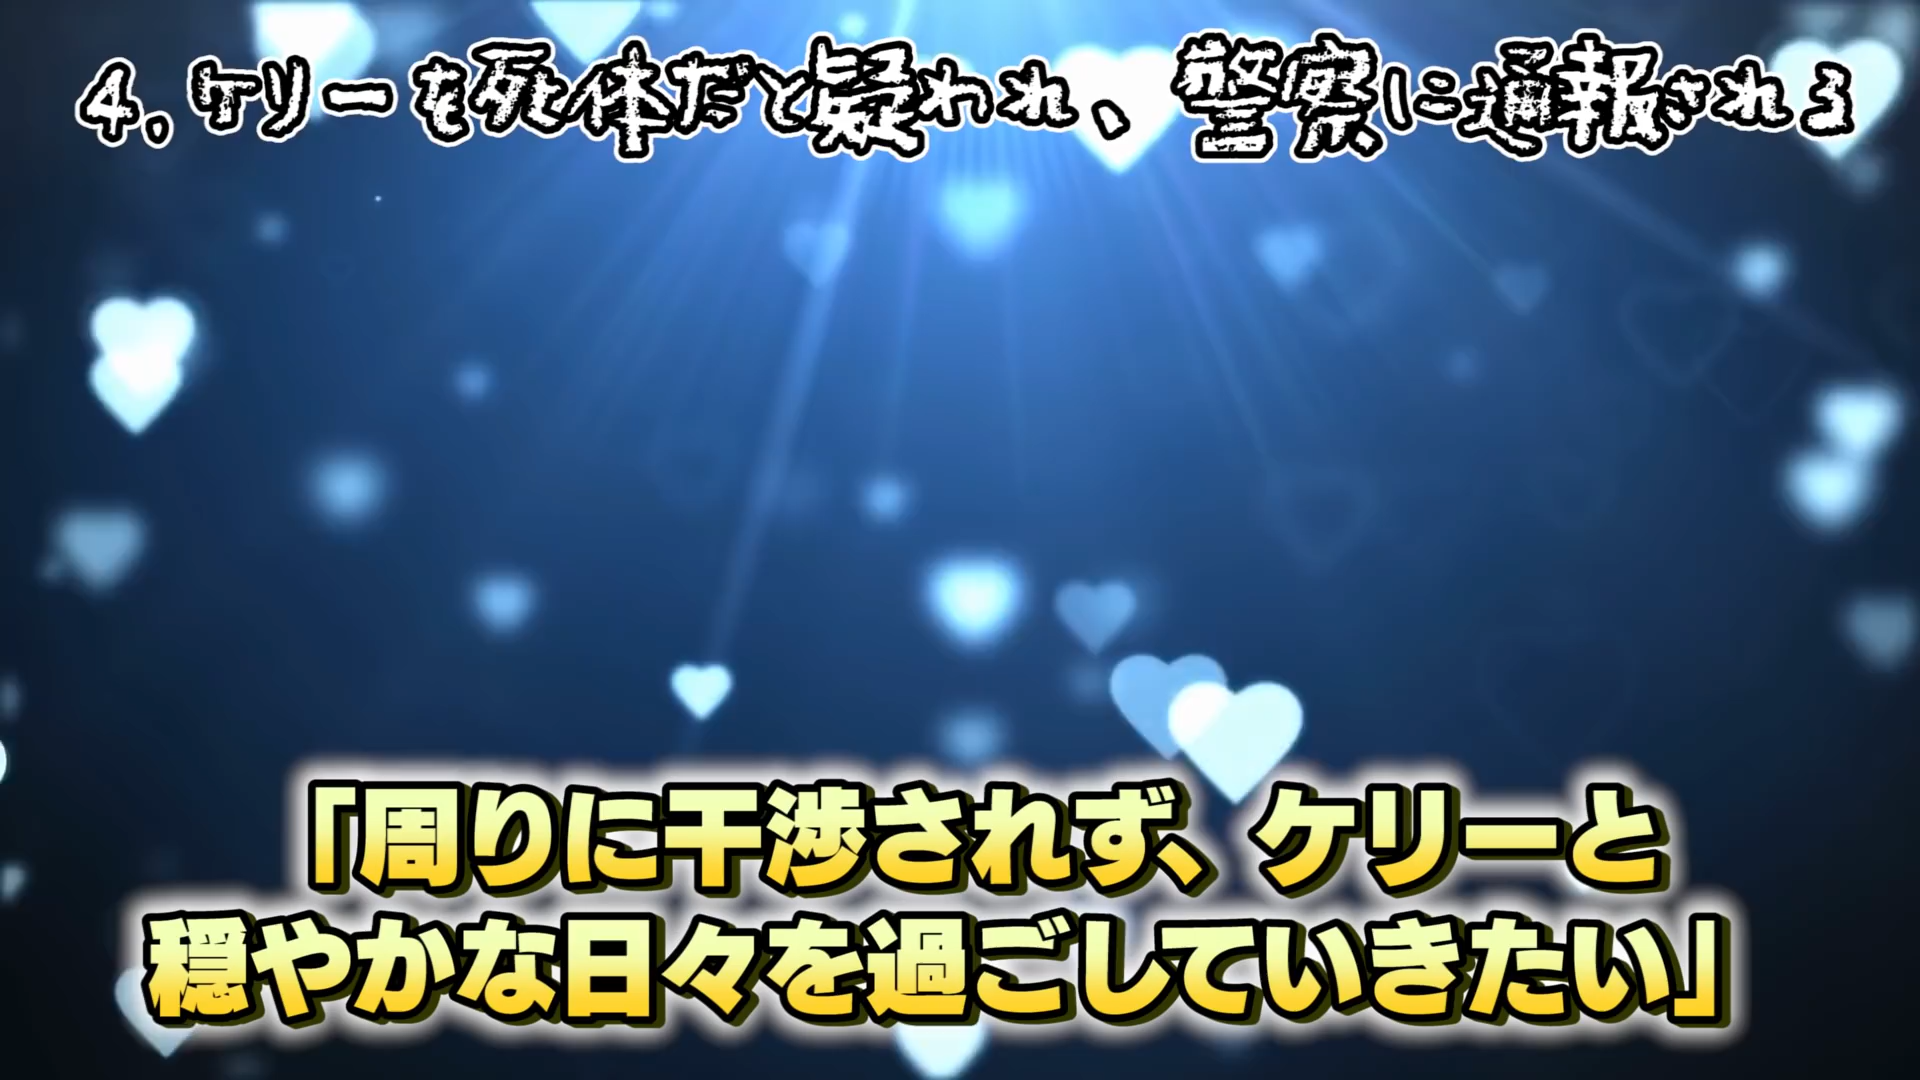 4.ケリーを死体だと疑われ、警察に通報される
「周りに干渉されず、ケリーと
穏やかな日々を過ごしていきたい」